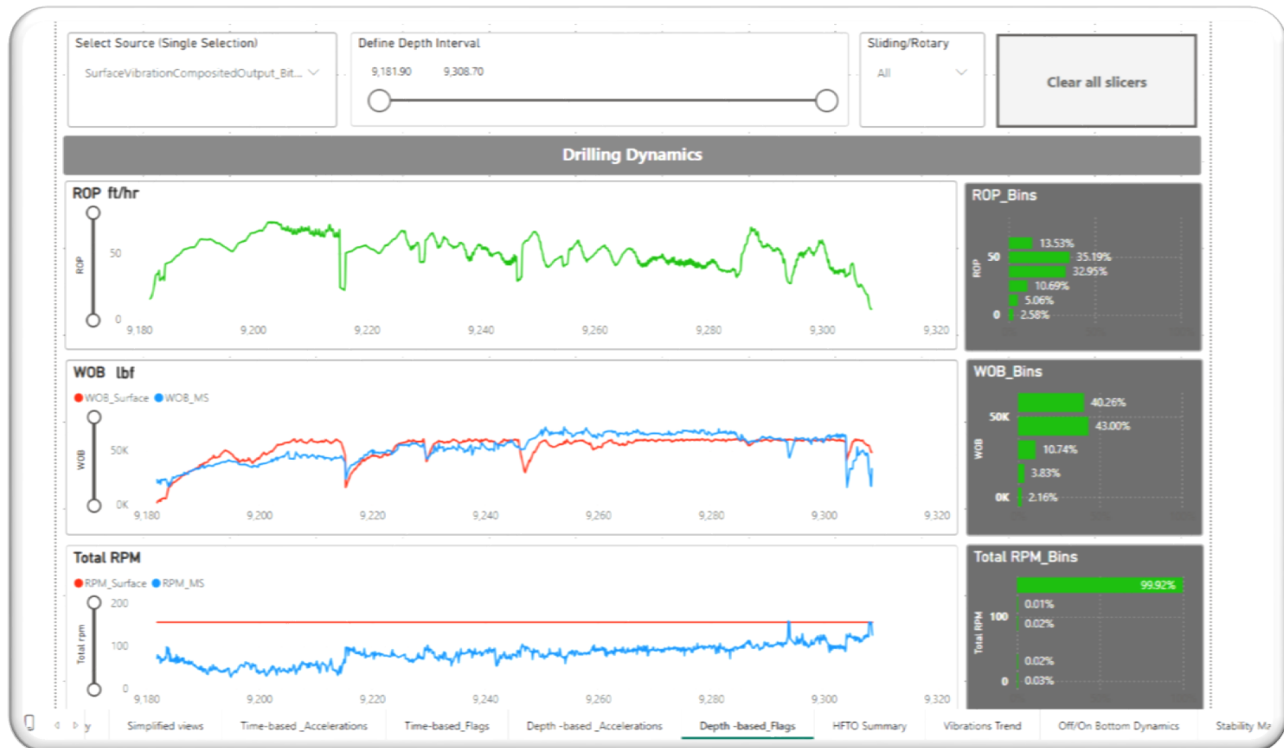 Select Source (Single Selection)
SurfaceVibrationCompositedOutput_Bit...
Define Depth Interval
9,181.90 9,308.70
Sliding/Rotary
All
Clear all slicers
Drilling Dynamics
ROP ft/hr
ROP
50
0
9,180 9,200 9,220 9,240 9,260 9,280 9,300 9,320
ROP_Bins
ROP
50
0
13.53%
35.19%
32.95%
10.69%
5.06%
2.58%
WOB lbf
WOB_Surface WOB_MS
WOB
50K
0K
9,180 9,200 9,220 9,240 9,260 9,280 9,300 9,320
WOB_Bins
WOB
50K
0K
40.26%
43.00%
10.74%
3.83%
2.16%
Total RPM
RPM_Surface RPM_MS
Total rpm
200
100
0
9,180 9,200 9,220 9,240 9,260 9,280 9,300 9,320
Total RPM_Bins
Total RPM
100
0
99.92%
0.01%
0.02%
0.02%
0.03%
y Simplified views Time-based _Accelerations Time-based_Flags Depth -based _Accelerations Depth -based_Flags HFTO Summary Vibrations Trend Off/On Bottom Dynamics Stability Ma